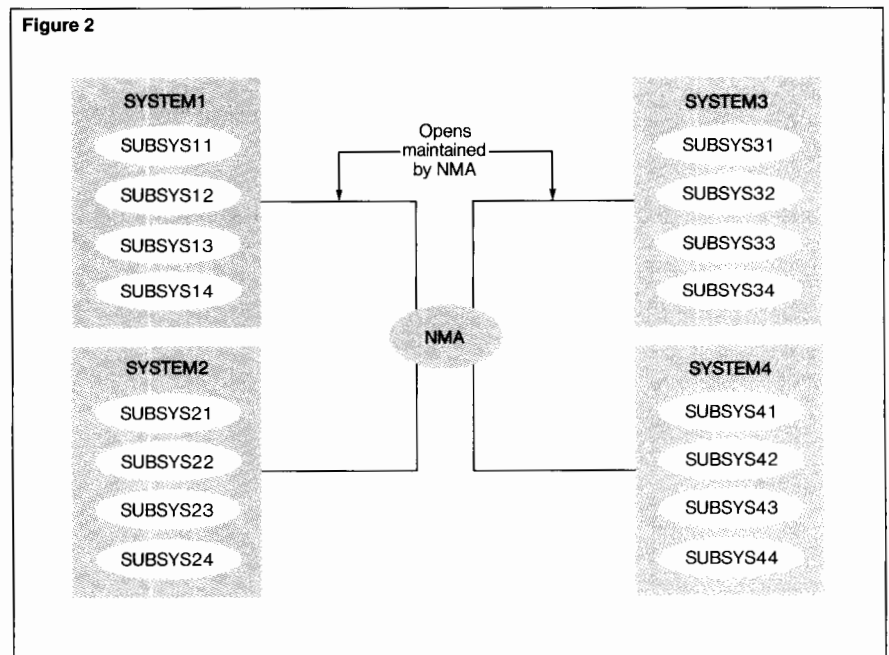 Figure 2
SYSTEM1
SUBSYS11
SUBSYS12
SUBSYS13
SUBSYS14
SYSTEM2
SUBSYS21
SUBSYS22
SUBSYS23
SUBSYS24
Opens
maintained
by NMA
NMA
SYSTEM3
SUBSYS31
SUBSYS32
SUBSYS33
SUBSYS34
SYSTEM4
SUBSYS41
SUBSYS42
SUBSYS43
SUBSYS44